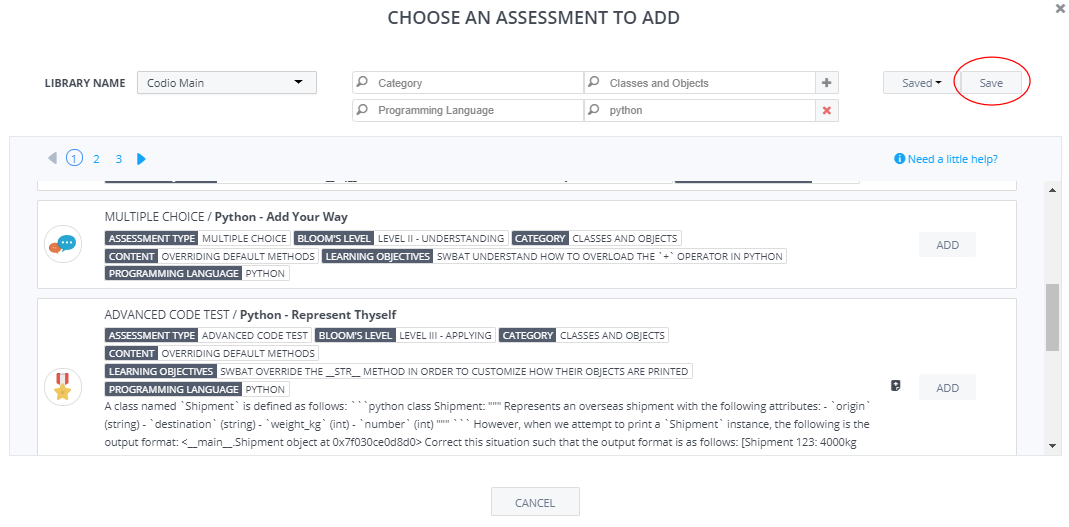 CHOOSE AN ASSESSMENT TO ADD
LIBRARY NAME Codio Main Category Classes and Objects Saved Save
Programming Language python
1 2 3 Need a little help?
MULTIPLE CHOICE / Python - Add Your Way
ASSESSMENT TYPE MULTIPLE CHOICE BLOOM'S LEVEL LEVEL II - UNDERSTANDING CATEGORY CLASSES AND OBJECTS
ADD
CONTENT OVERRIDING DEFAULT METHODS LEARNING OBJECTIVES SWBAT UNDERSTAND HOW TO OVERLOAD THE `+` OPERATOR IN PYTHON
PROGRAMMING LANGUAGE PYTHON
ADVANCED CODE TEST / Python - Represent Thyself
ASSESSMENT TYPE ADVANCED CODE TEST BLOOM'S LEVEL LEVEL III - APPLYING CATEGORY CLASSES AND OBJECTS
CONTENT OVERRIDING DEFAULT METHODS
LEARNING OBJECTIVES SWBAT OVERRIDE THE __STR__ METHOD IN ORDER TO CUSTOMIZE HOW THEIR OBJECTS ARE PRINTED
PROGRAMMING LANGUAGE PYTHON
ADD
A class named `Shipment` is defined as follows: ```python class Shipment: """ Represents an overseas shipment with the following attributes: - `origin`
(string) - `destination` (string) - `weight_kg` (int) - `number` (int) """ ``` However, when we attempt to print a `Shipment` instance, the following is the
output format: <__main__.Shipment object at 0x7f030ce0d8d0> Correct this situation such that the output format is as follows: [Shipment 123: 4000kg
CANCEL